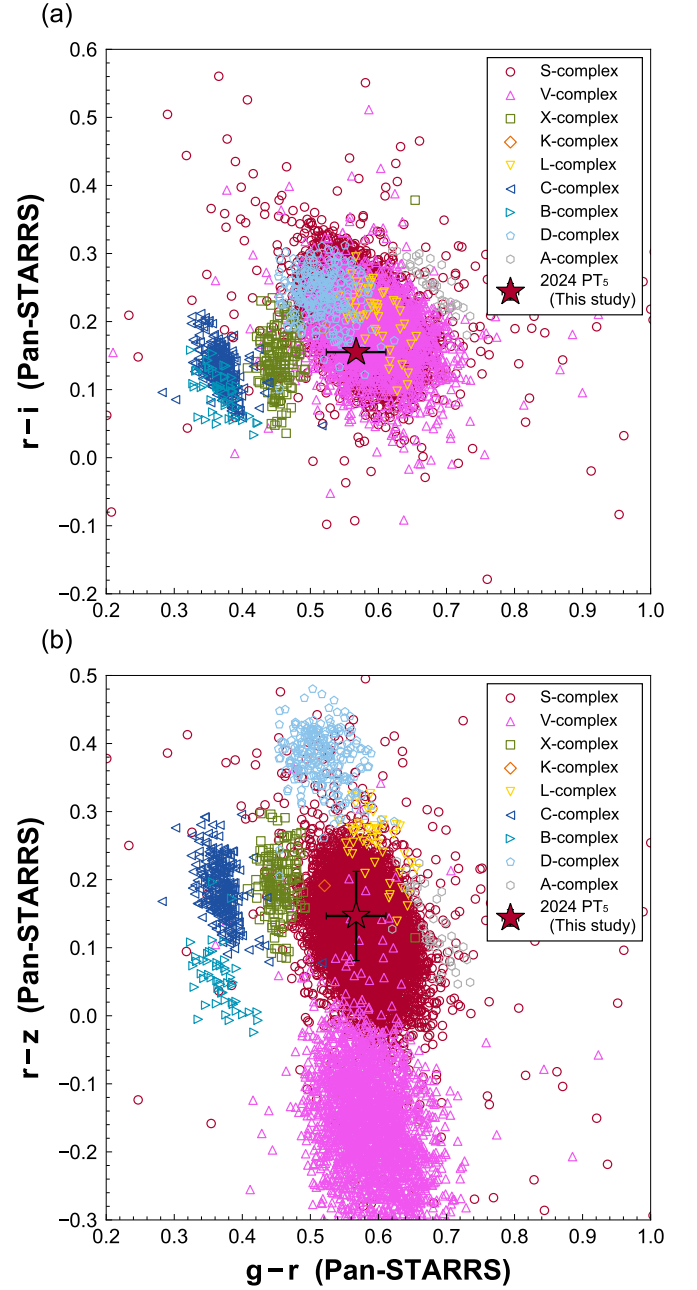 (a)
0.6
0.5
0.4
0.3
0.2
0.1
0.0
−0.1
−0.2
r−i (Pan-STARRS)
S-complex
V-complex
X-complex
K-complex
L-complex
C-complex
B-complex
D-complex
A-complex
2024 PT₅
(This study)
0.2 0.3 0.4 0.5 0.6 0.7 0.8 0.9 1.0
(b)
0.5
0.4
0.3
0.2
0.1
0.0
−0.1
−0.2
−0.3
r−z (Pan-STARRS)
S-complex
V-complex
X-complex
K-complex
L-complex
C-complex
B-complex
D-complex
A-complex
2024 PT₅
(This study)
0.2 0.3 0.4 0.5 0.6 0.7 0.8 0.9 1.0
g−r (Pan-STARRS)